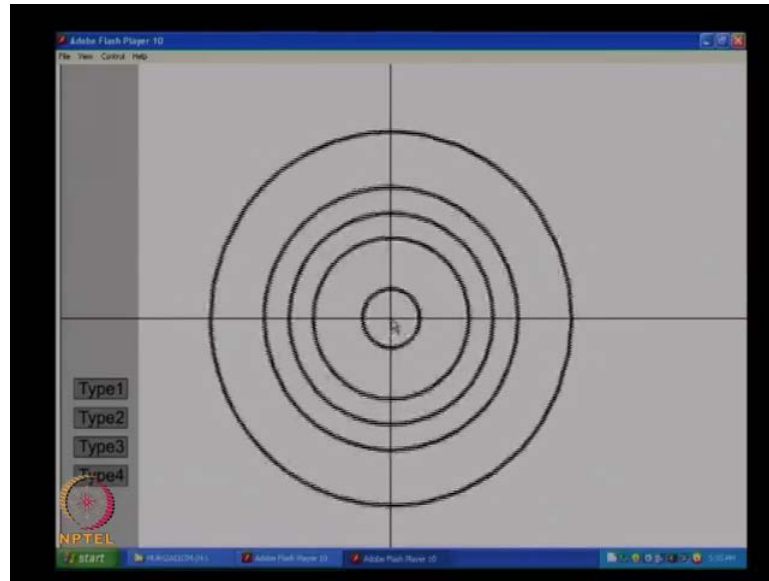 Adobe Flash Player 10
File View Control Help
Type1
Type2
Type3
Type4
NPTEL
start
Adobe Flash Player 10
Adobe Flash Player 10